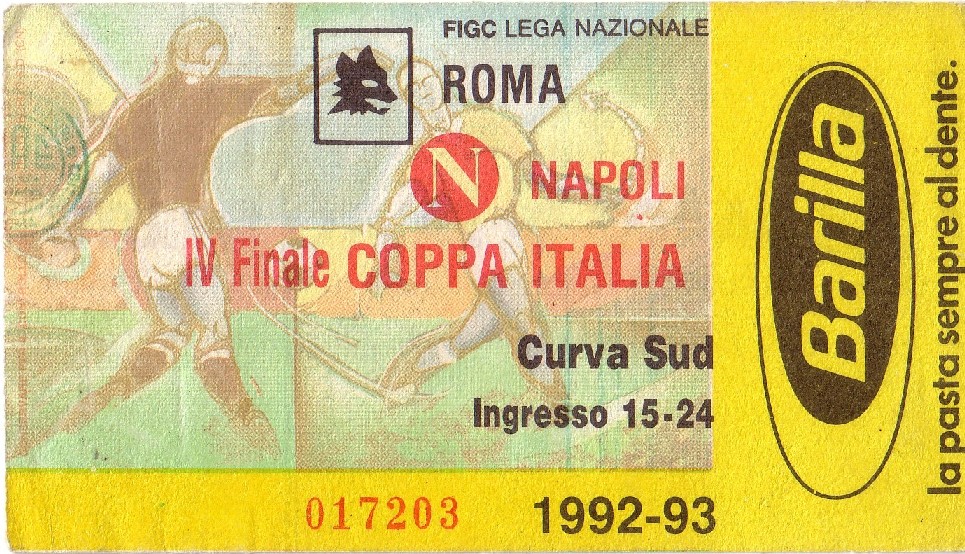 FIGC LEGA NAZIONALE
ROMA
N NAPOLI
IV Finale COPPA ITALIA
Curva Sud
Ingresso 15-24
017203
1992-93
Barilla
la pasta sempre al dente.